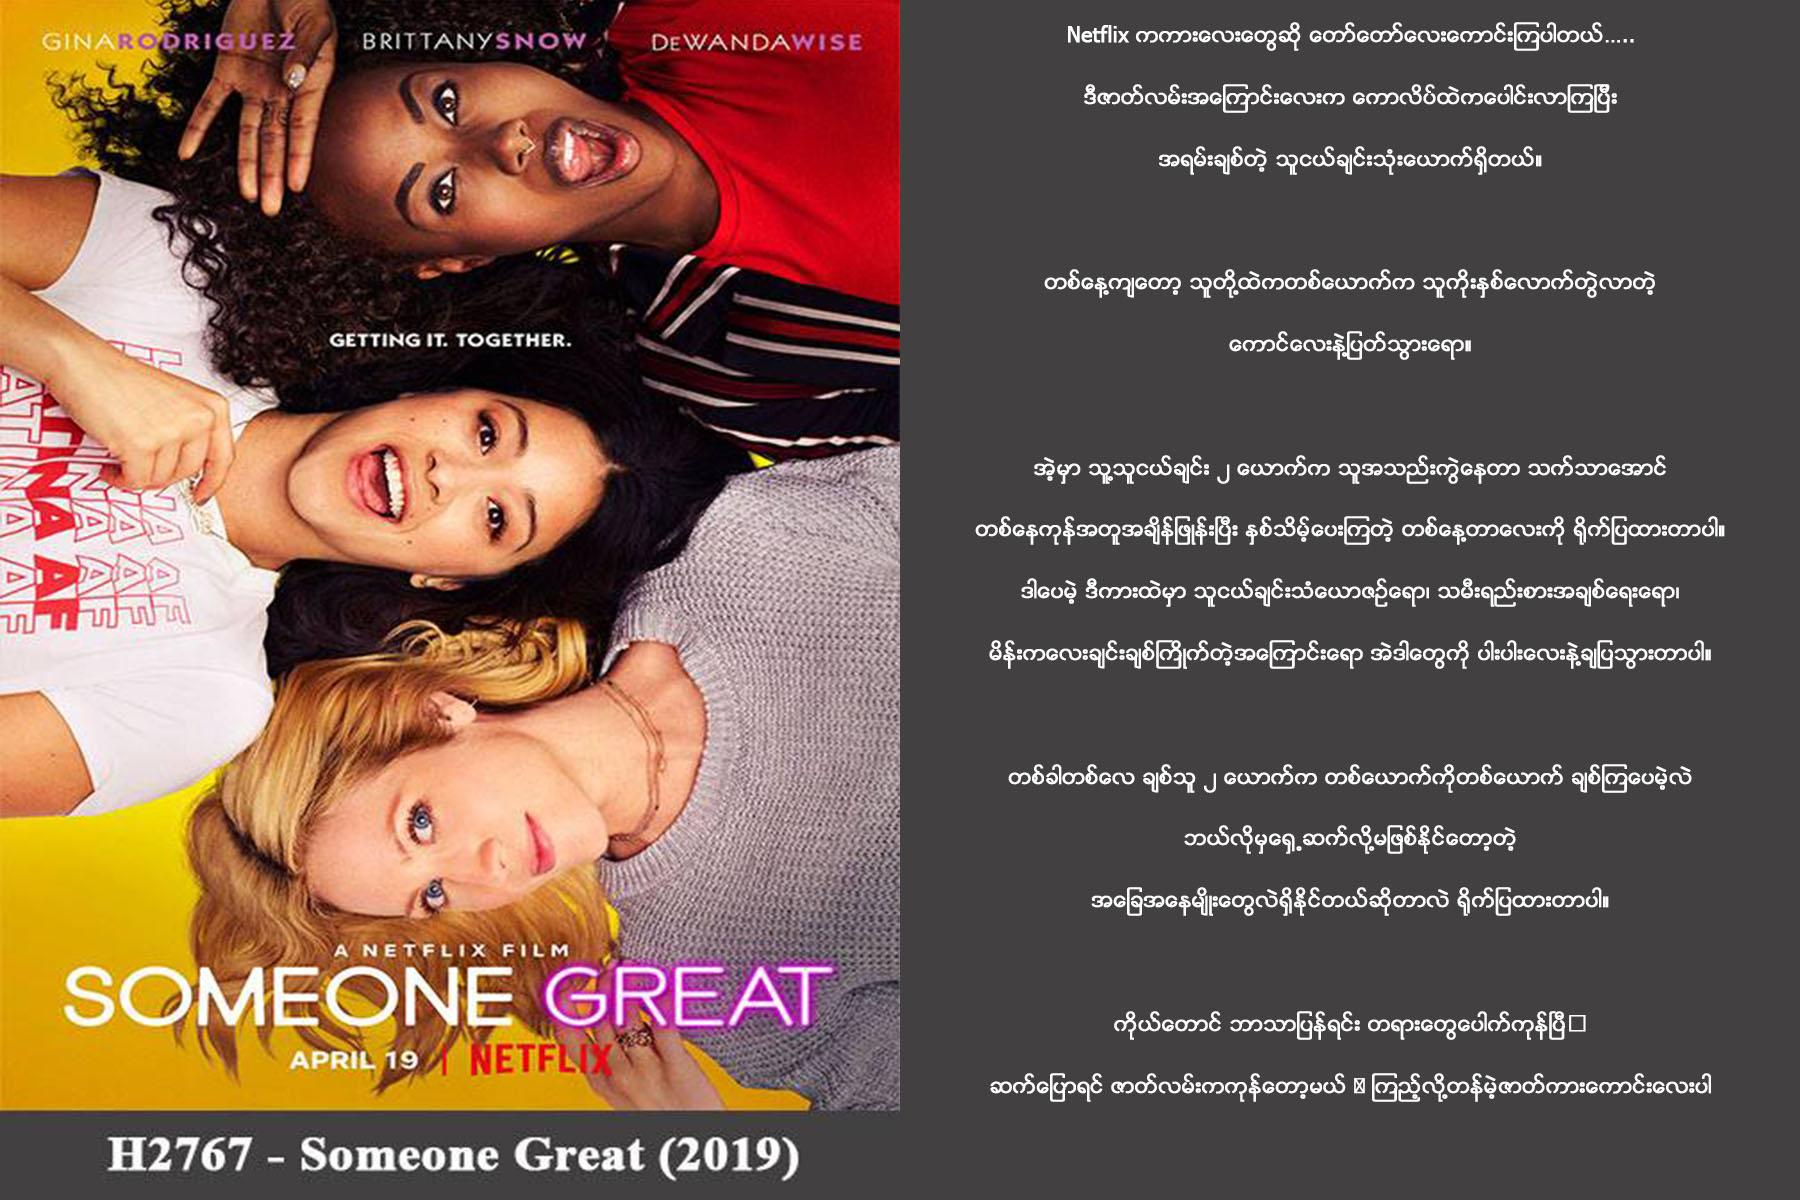 GINA RODRIGUEZ BRITTANY SNOW DEWANDA WISE
GETTING IT. TOGETHER.
LATINA AF
A NETFLIX FILM
SOMEONE GREAT
APRIL 19 | NETFLIX
H2767 - Someone Great (2019)
Netflix ကကားလေးတွေဆို တော်တော်လေးကောင်းကြပါတယ်.....
ဒီဇာတ်လမ်းအကြောင်းလေးက ကောလိပ်ထဲကပေါင်းလာကြပြီး
အရမ်းချစ်တဲ့ သူငယ်ချင်းသုံးယောက်ရှိတယ်။
တစ်နေ့ကျတော့ သူတို့ထဲကတစ်ယောက်က သူကိုးနှစ်လောက်တွဲလာတဲ့
ကောင်လေးနဲ့ပြတ်သွားရော။
အဲ့မှာ သူ့သူငယ်ချင်း ၂ ယောက်က သူအသည်းကွဲနေတာ သက်သာအောင်
တစ်နေကုန်အတူအချိန်ဖြုန်းပြီး နှစ်သိမ့်ပေးကြတဲ့ တစ်နေ့တာလေးကို ရိုက်ပြထားတာပါ။
ဒါပေမဲ့ ဒီကားထဲမှာ သူငယ်ချင်းသံယောဇဉ်ရော၊ သမီးရည်းစားအချစ်ရေးရော၊
မိန်းကလေးချင်းချစ်ကြိုက်တဲ့အကြောင်းရော အဲဒါတွေကို ပါးပါးလေးနဲ့ချပြသွားတာပါ။
တစ်ခါတစ်လေ ချစ်သူ ၂ ယောက်က တစ်ယောက်ကိုတစ်ယောက် ချစ်ကြပေမဲ့လဲ
ဘယ်လိုမှရှေ့ဆက်လို့မဖြစ်နိုင်တော့တဲ့
အခြေအနေမျိုးတွေလဲရှိနိုင်တယ်ဆိုတာလဲ ရိုက်ပြထားတာပါ။
ကိုယ်တောင် ဘာသာပြန်ရင်း တရားတွေပေါက်ကုန်ပြီ
ဆက်ပြောရင် ဇာတ်လမ်းကကုန်တော့မယ် ကြည့်လို့တန်မဲ့ဇာတ်ကားကောင်းလေးပါ